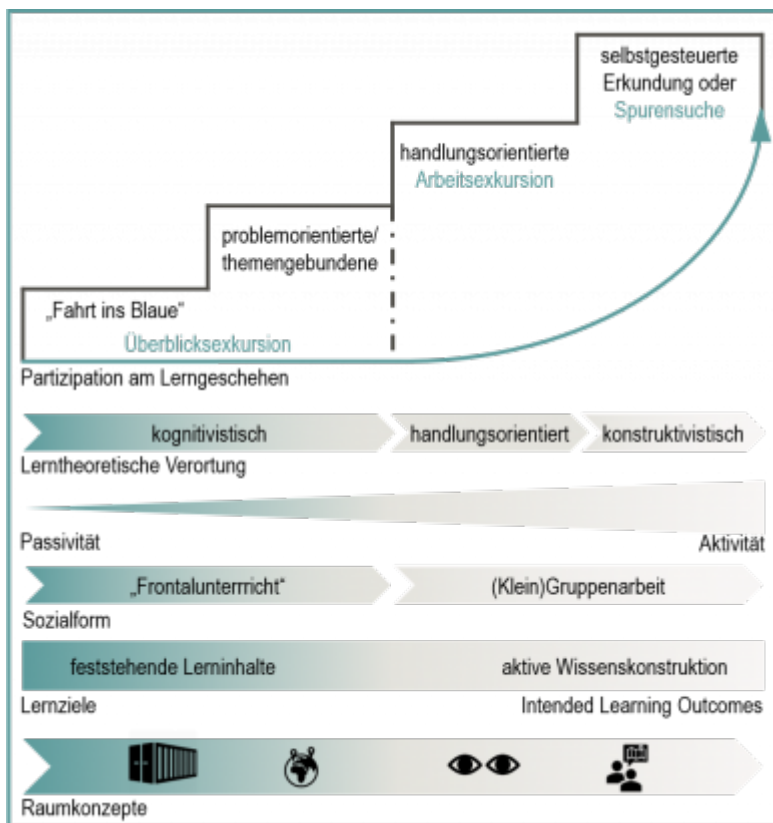 selbstgesteuerte
Erkundung oder
Spurensuche
handlungsorientierte
Arbeitsexkursion
problemorientierte/
themengebundene
„Fahrt ins Blaue“
Überblicksexkursion
Partizipation am Lerngeschehen
kognitivistisch handlungsorientiert konstruktivistisch
Lerntheoretische Verortung
Passivität Aktivität
„Frontalunterrricht“ (Klein)Gruppenarbeit
Sozialform
feststehende Lerninhalte aktive Wissenskonstruktion
Lernziele Intended Learning Outcomes
Raumkonzepte